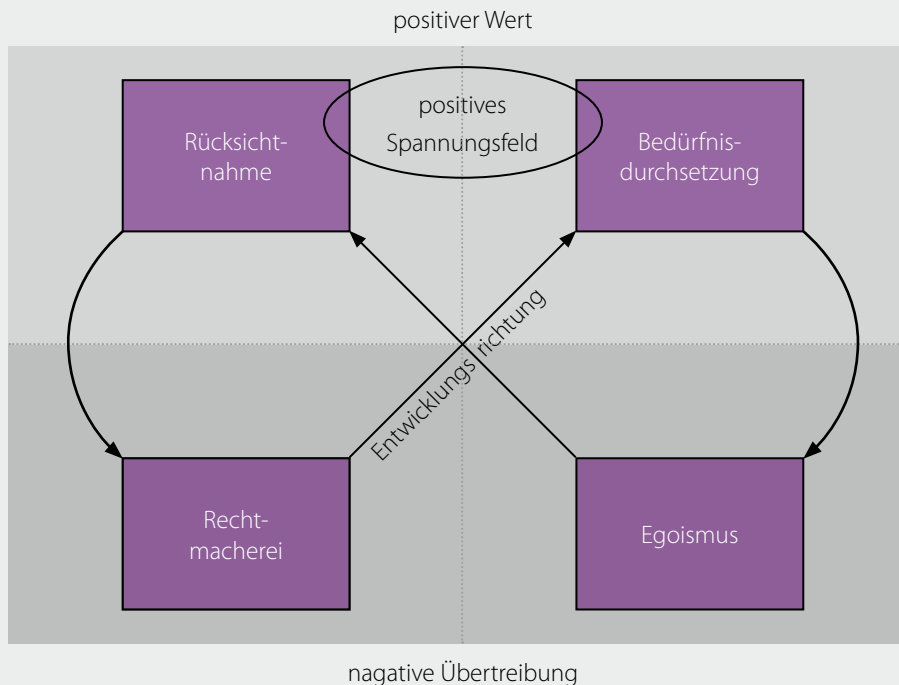 positiver Wert
positives
Spannungsfeld
Rücksicht-
nahme
Bedürfnis-
durchsetzung
Entwicklungsrichtung
Recht-
macherei
Egoismus
nagative Übertreibung